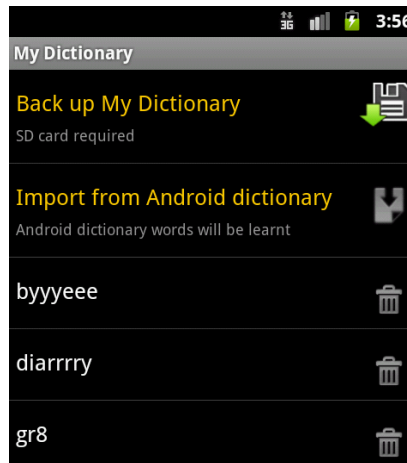 3G 3:56
My Dictionary
Back up My Dictionary
SD card required
Import from Android dictionary
Android dictionary words will be learnt
byyyeee
diarrrry
gr8